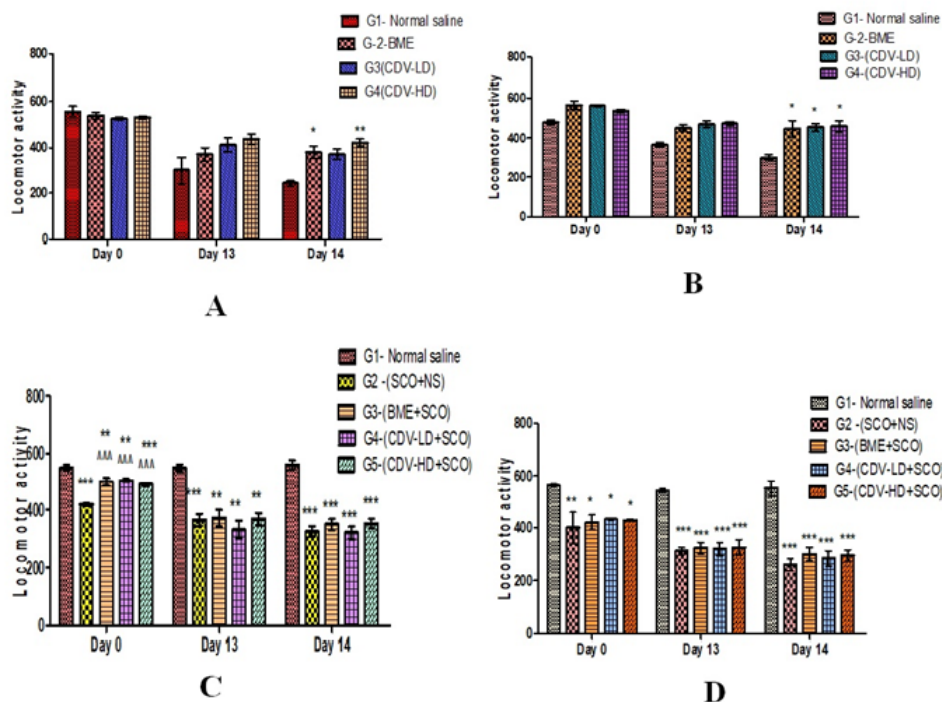 G1- Normal saline
G-2-BME
G3(CDV-LD)
G4(CDV-HD)
800
600
400
200
0
Locomotor activity
* **
Day 0 Day 13 Day 14
A
G1- Normal saline
G-2-BME
G3-(CDV-LD)
G4-(CDV-HD)
800
600
400
200
0
Locomotor activity
* * *
Day 0 Day 13 Day 14
B
G1- Normal saline
G2 -(SCO+NS)
G3-(BME+SCO)
G4-(CDV-LD+SCO)
G5-(CDV-HD+SCO)
800
600
400
200
0
Locomotor activity
** ** ***
ΛΛΛ ΛΛΛ ΛΛΛ
***
*** ** ** **
*** *** *** ***
Day 0 Day 13 Day 14
C
G1- Normal saline
G2 -(SCO+NS)
G3-(BME+SCO)
G4-(CDV-LD+SCO)
G5-(CDV-HD+SCO)
800
600
400
200
0
Locomotor activity
** * * *
*** *** *** ***
*** *** *** ***
Day 0 Day 13 Day 14
D